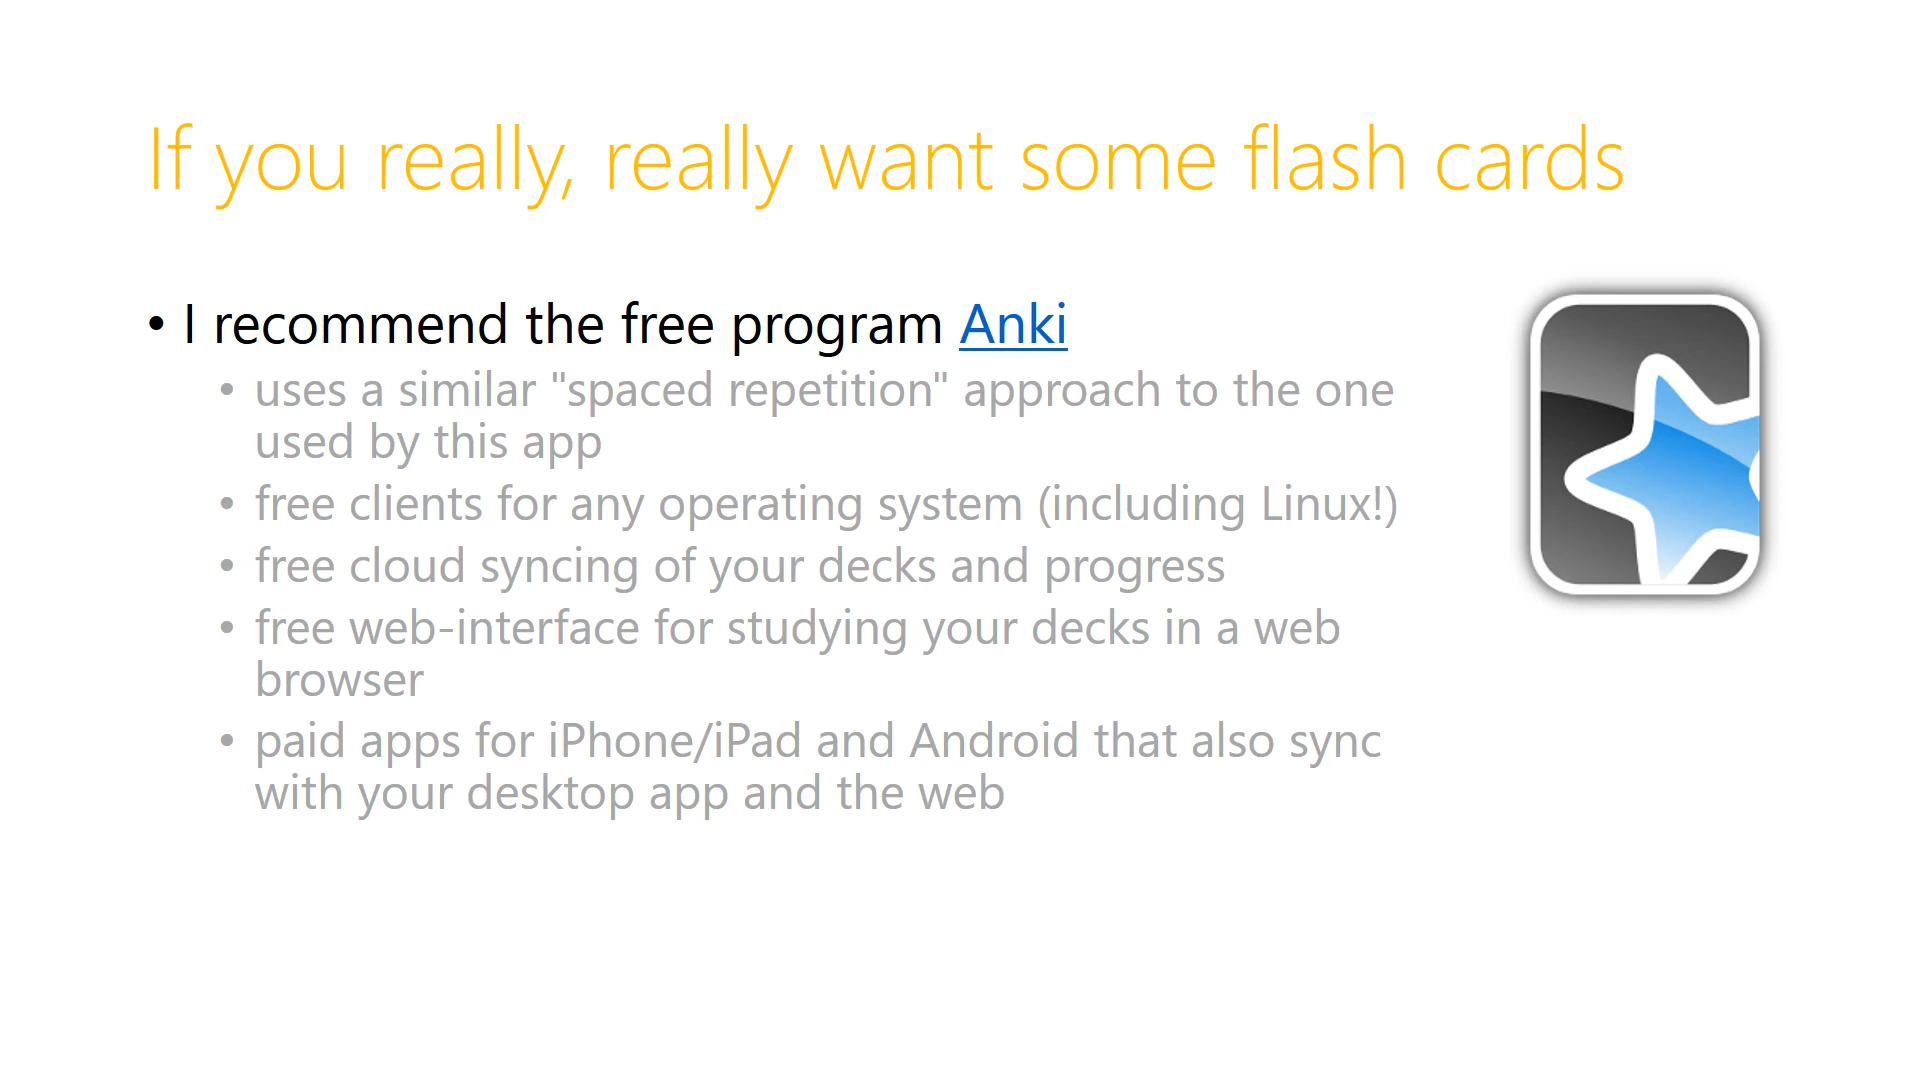 If you really, really want some flash cards
• I recommend the free program Anki
• uses a similar "spaced repetition" approach to the one
used by this app
• free clients for any operating system (including Linux!)
• free cloud syncing of your decks and progress
• free web-interface for studying your decks in a web
browser
• paid apps for iPhone/iPad and Android that also sync
with your desktop app and the web